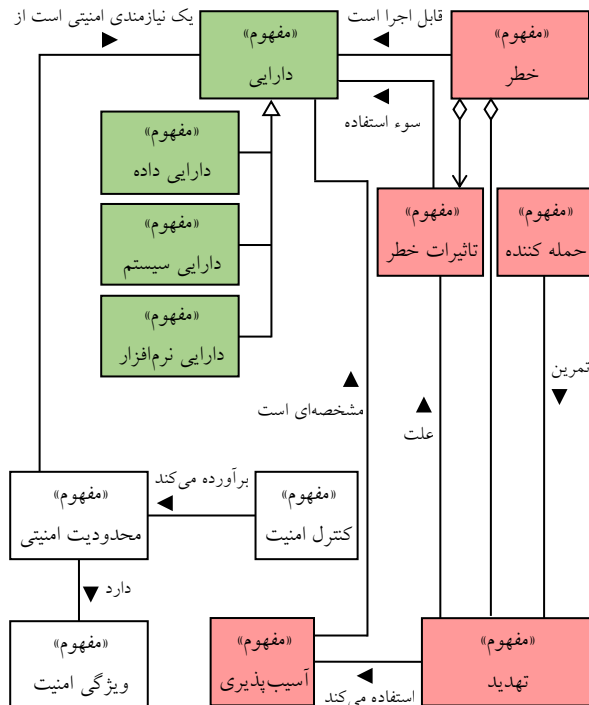 یک نیازمندی امنیتی است از
«مفهوم»
دارایی
قابل اجرا است
«مفهوم»
خطر
سوء استفاده
«مفهوم»
دارایی داده
«مفهوم»
دارایی سیستم
«مفهوم»
دارایی نرم‌افزار
«مفهوم»
تاثیرات خطر
«مفهوم»
حمله کننده
تمرین
مشخصه‌ای است
علت
«مفهوم»
محدودیت امنیتی
برآورده می‌کند
«مفهوم»
کنترل امنیت
دارد
«مفهوم»
ویژگی امنیت
«مفهوم»
آسیب‌پذیری
استفاده می‌کند
«مفهوم»
تهدید